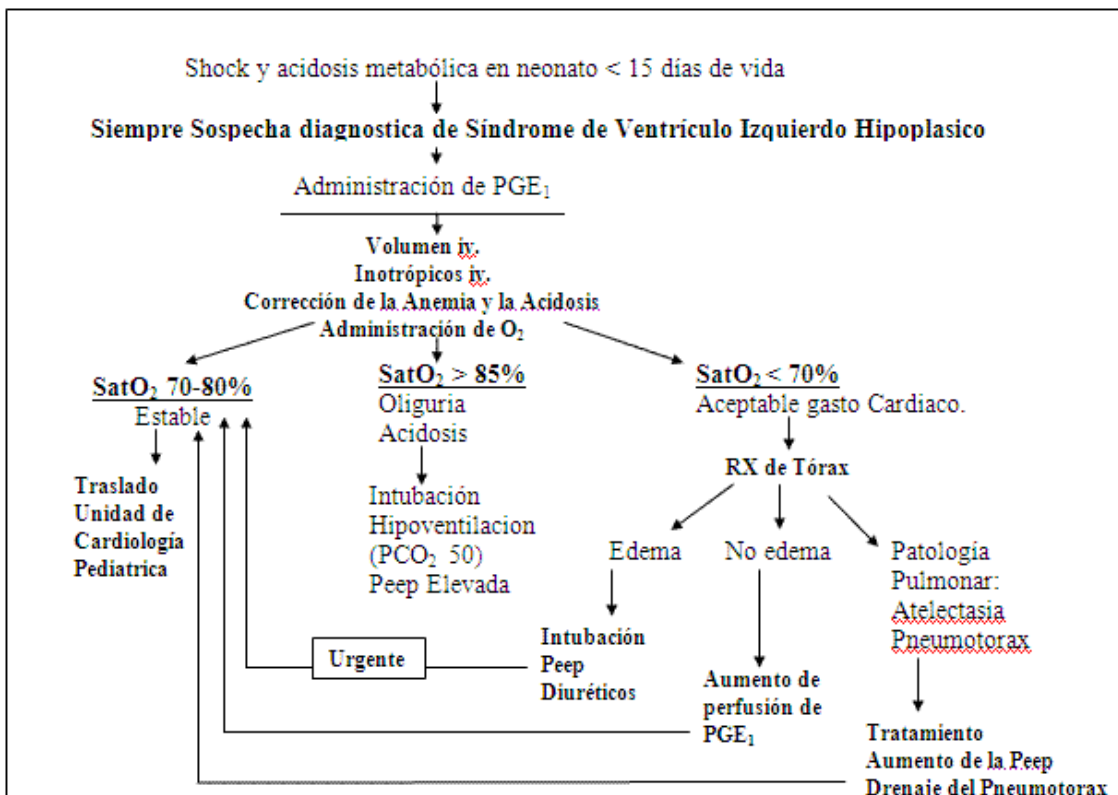 Shock y acidosis metabólica en neonato < 15 días de vida
Siempre Sospecha diagnostica de Síndrome de Ventrículo Izquierdo Hipoplasico
Administración de PGE₁
Volumen iv.
Inotrópicos iv.
Corrección de la Anemia y la Acidosis
Administración de O₂
SatO₂ 70-80%
Estable
Traslado
Unidad de
Cardiología
Pediatrica
SatO₂ > 85%
Oliguria
Acidosis
Intubación
Hipoventilacion
(PCO₂ 50)
Peep Elevada
SatO₂ < 70%
Aceptable gasto Cardiaco.
RX de Tórax
Edema
No edema
Patología
Pulmonar:
Atelectasia
Pneumotorax
Urgente
Intubación
Peep
Diuréticos
Aumento de
perfusión de
PGE₁
Tratamiento
Aumento de la Peep
Drenaje del Pneumotorax